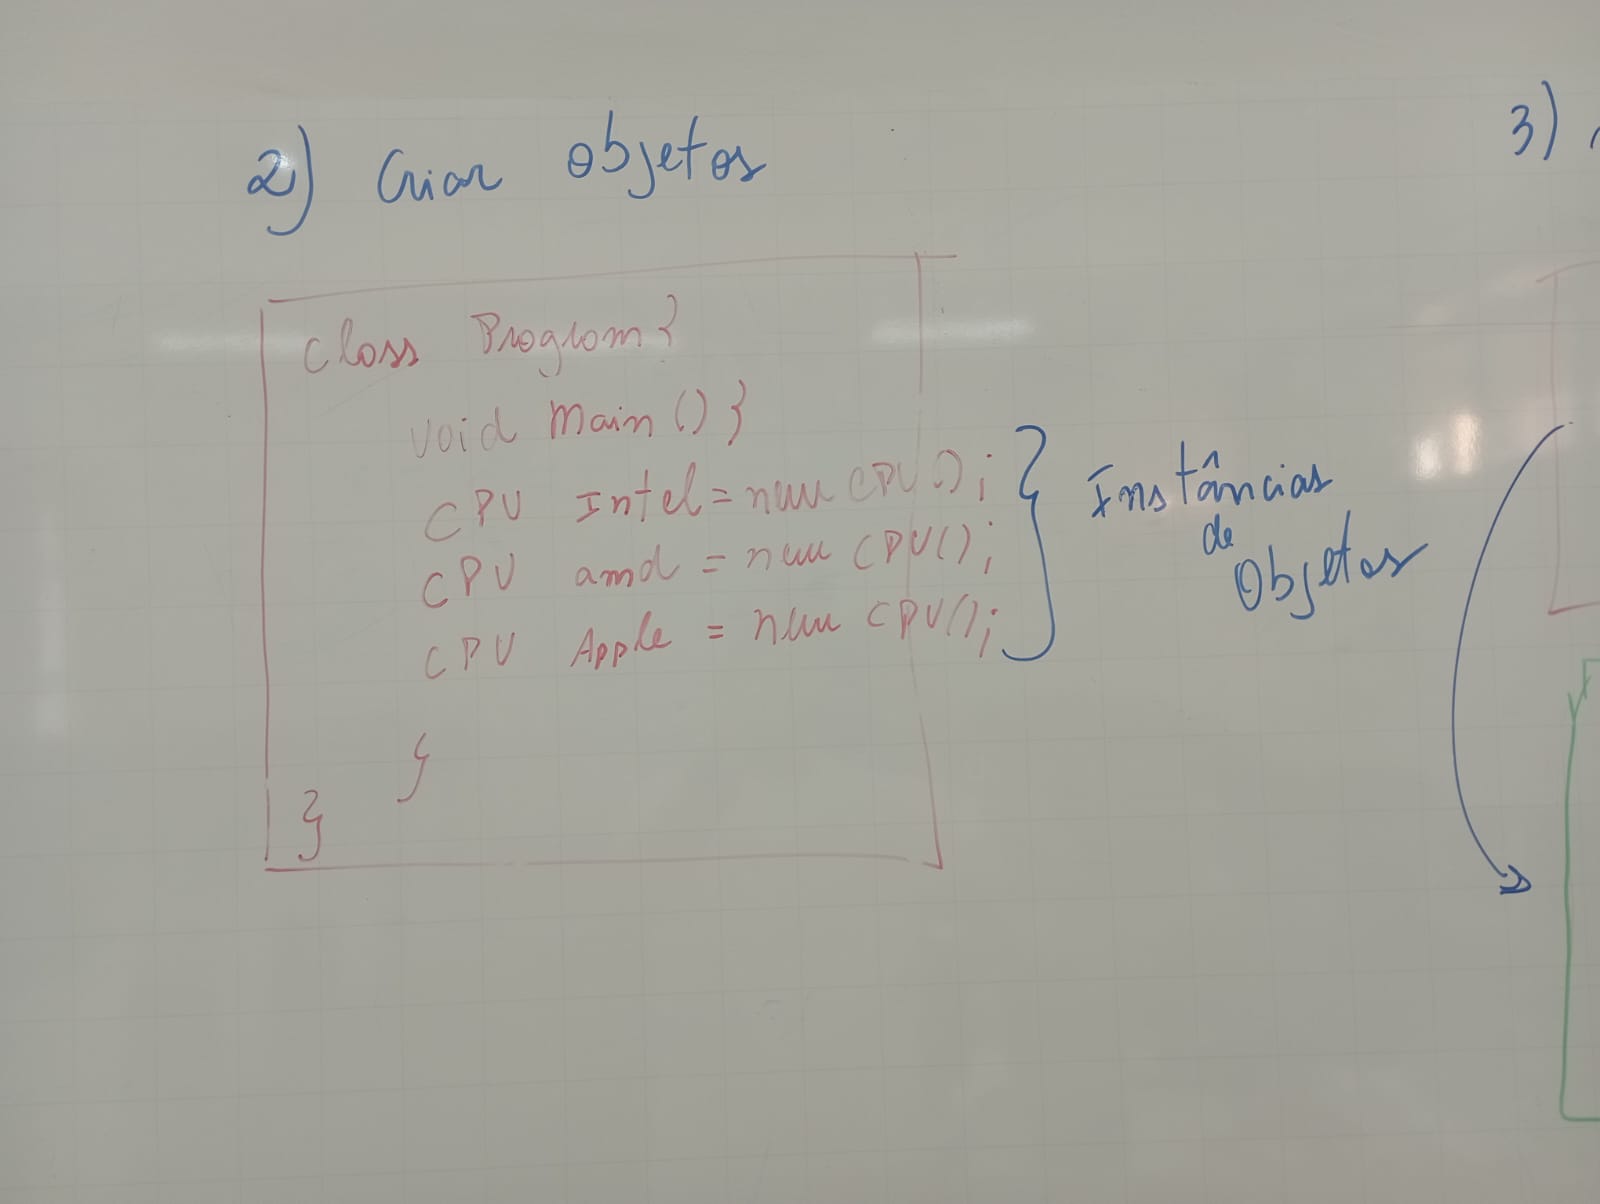 2) Criar Objetos
3)
class Program {
void Main () {
CPU Intel = new CPU();
CPU amd = new CPU();
CPU Apple = new CPU();
}
}
Instâncias
de
Objetos